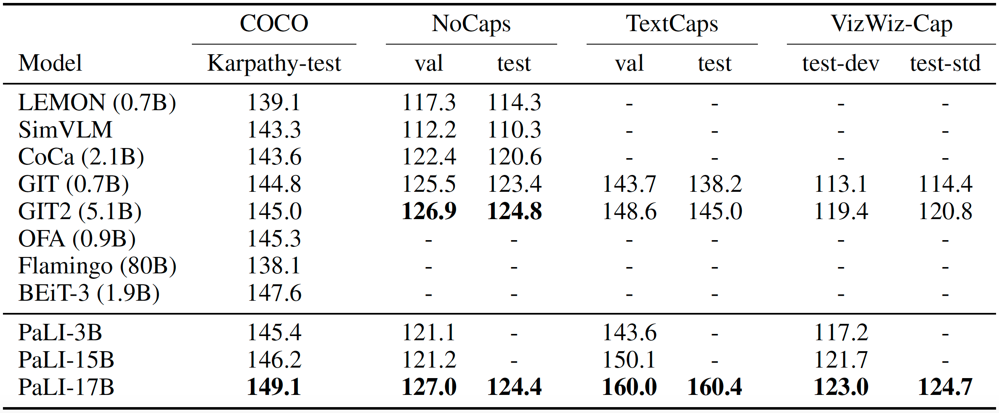 COCO NoCaps TextCaps VizWiz-Cap
Model Karpathy-test val test val test test-dev test-std
LEMON (0.7B) 139.1 117.3 114.3 - - - -
SimVLM 143.3 112.2 110.3 - - - -
CoCa (2.1B) 143.6 122.4 120.6 - - - -
GIT (0.7B) 144.8 125.5 123.4 143.7 138.2 113.1 114.4
GIT2 (5.1B) 145.0 126.9 124.8 148.6 145.0 119.4 120.8
OFA (0.9B) 145.3 - - - - - -
Flamingo (80B) 138.1 - - - - - -
BEiT-3 (1.9B) 147.6 - - - - - -
PaLI-3B 145.4 121.1 - 143.6 - 117.2 -
PaLI-15B 146.2 121.2 - 150.1 - 121.7 -
PaLI-17B 149.1 127.0 124.4 160.0 160.4 123.0 124.7